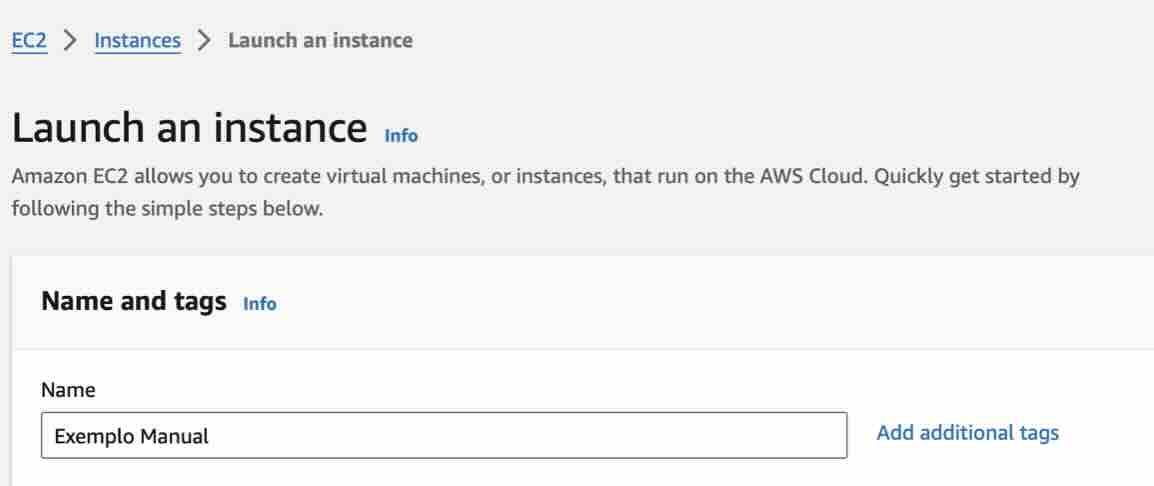 EC2 > Instances > Launch an instance
Launch an instance Info
Amazon EC2 allows you to create virtual machines, or instances, that run on the AWS Cloud. Quickly get started by
following the simple steps below.
Name and tags Info
Name
Exemplo Manual Add additional tags